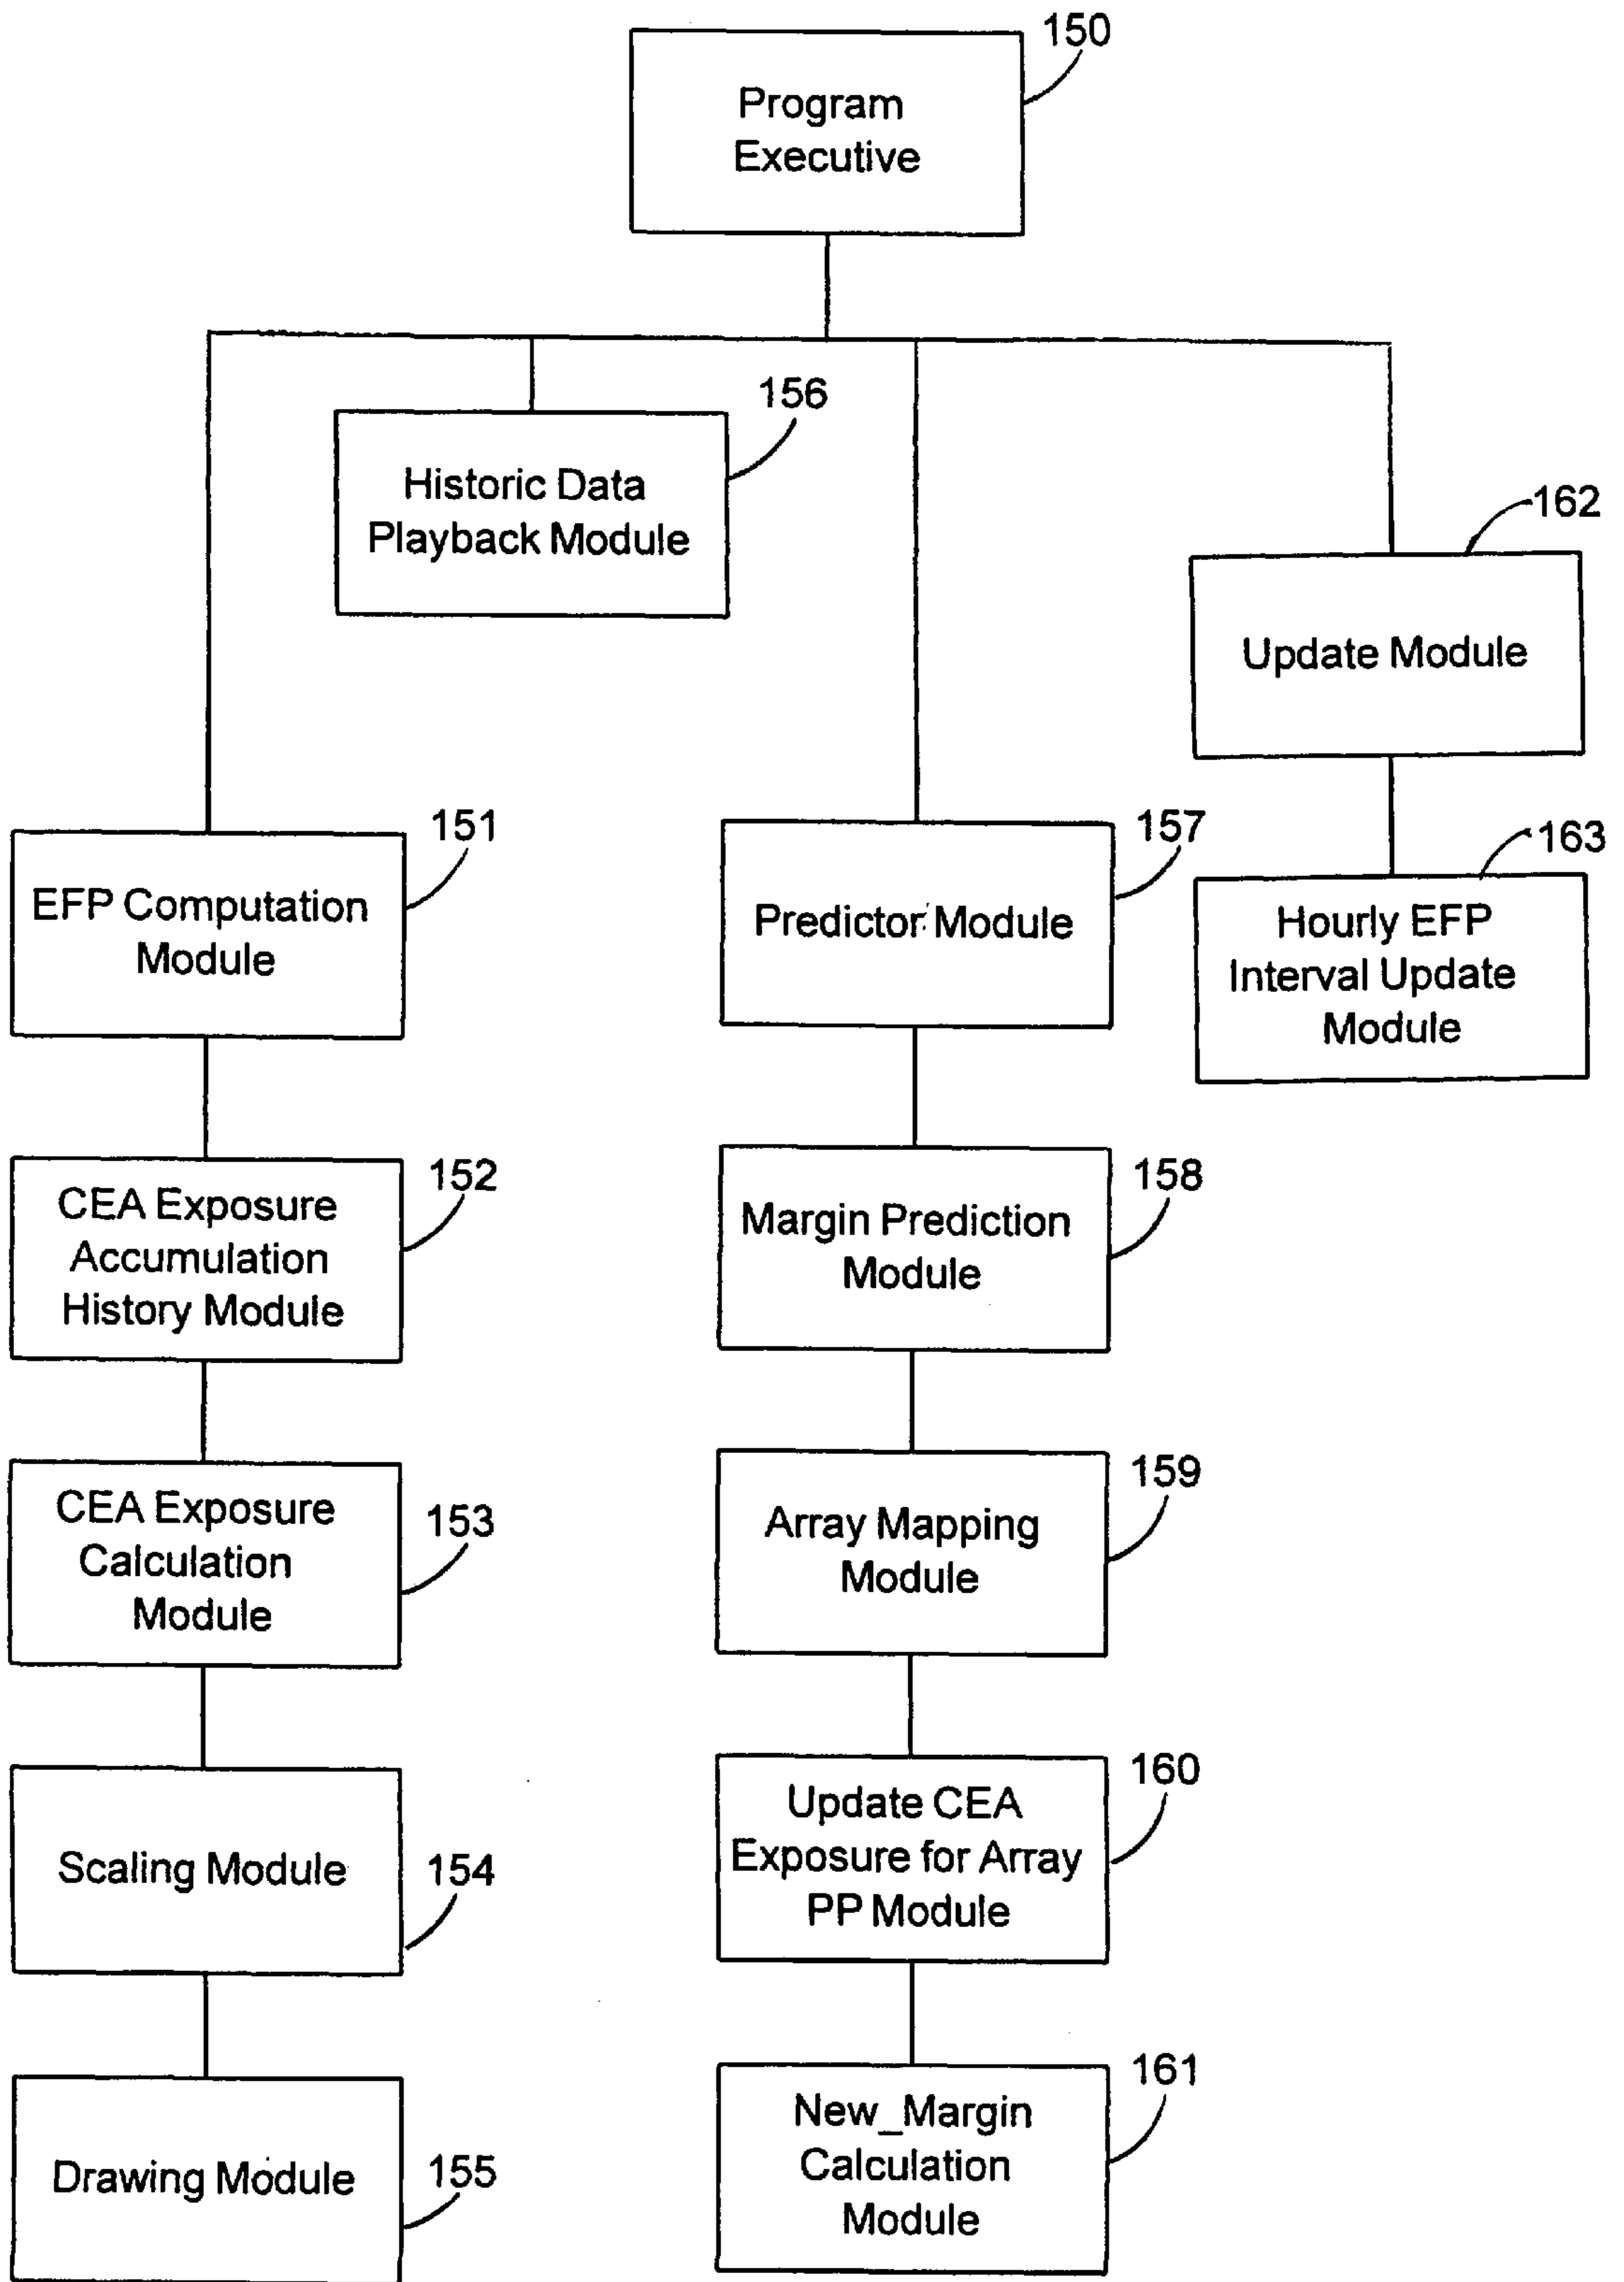 150
Program
Executive
156
Historic Data
Playback Module
162
Update Module
151
EFP Computation
Module
157
Predictor Module
163
Hourly EFP
Interval Update
Module
152
CEA Exposure
Accumulation
History Module
158
Margin Prediction
Module
153
CEA Exposure
Calculation
Module
159
Array Mapping
Module
154
Scaling Module
160
Update CEA
Exposure for Array
PP Module
155
Drawing Module
161
New_Margin
Calculation
Module